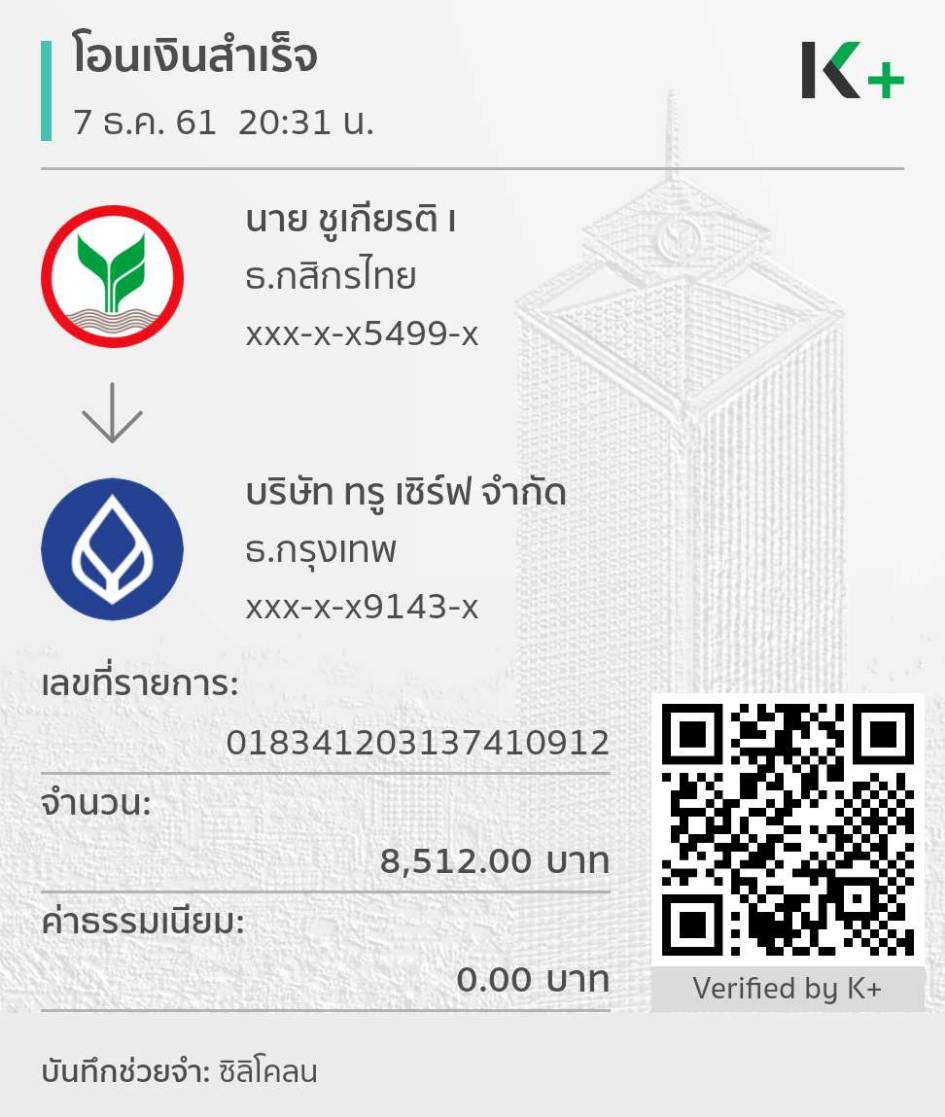 โอนเงินสำเร็จ
7 ธ.ค. 61 20:31 น.
K+
นาย ชูเกียรติ เ
ธ.กสิกรไทย
xxx-x-x5499-x
บริษัท ทรู เซิร์ฟ จำกัด
ธ.กรุงเทพ
xxx-x-x9143-x
เลขที่รายการ:
018341203137410912
จำนวน:
8,512.00 บาท
ค่าธรรมเนียม:
0.00 บาท
Verified by K+
บันทึกช่วยจำ: ซิลิโคลน